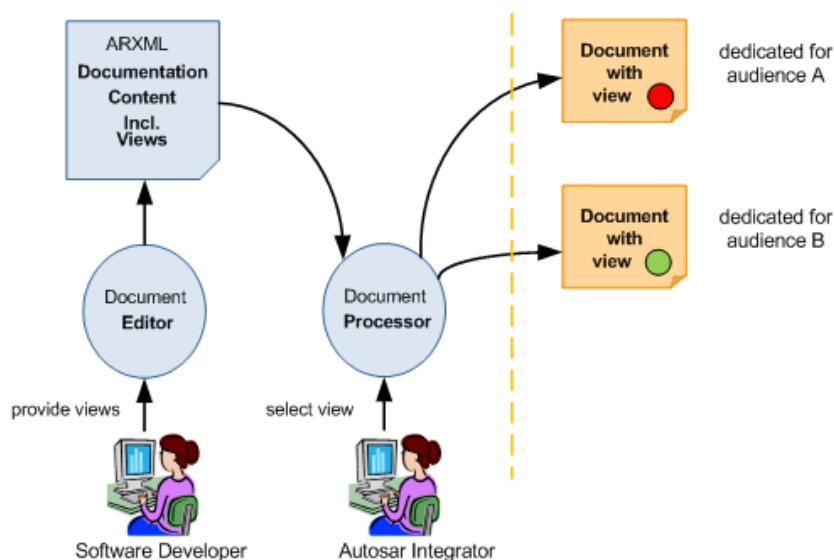 ARXML
Documentation
Content
Incl.
Views
Document
with
view
dedicated for
audience A
Document
with
view
dedicated for
audience B
Document
Editor
Document
Processor
provide views
select view
Software Developer
Autosar Integrator